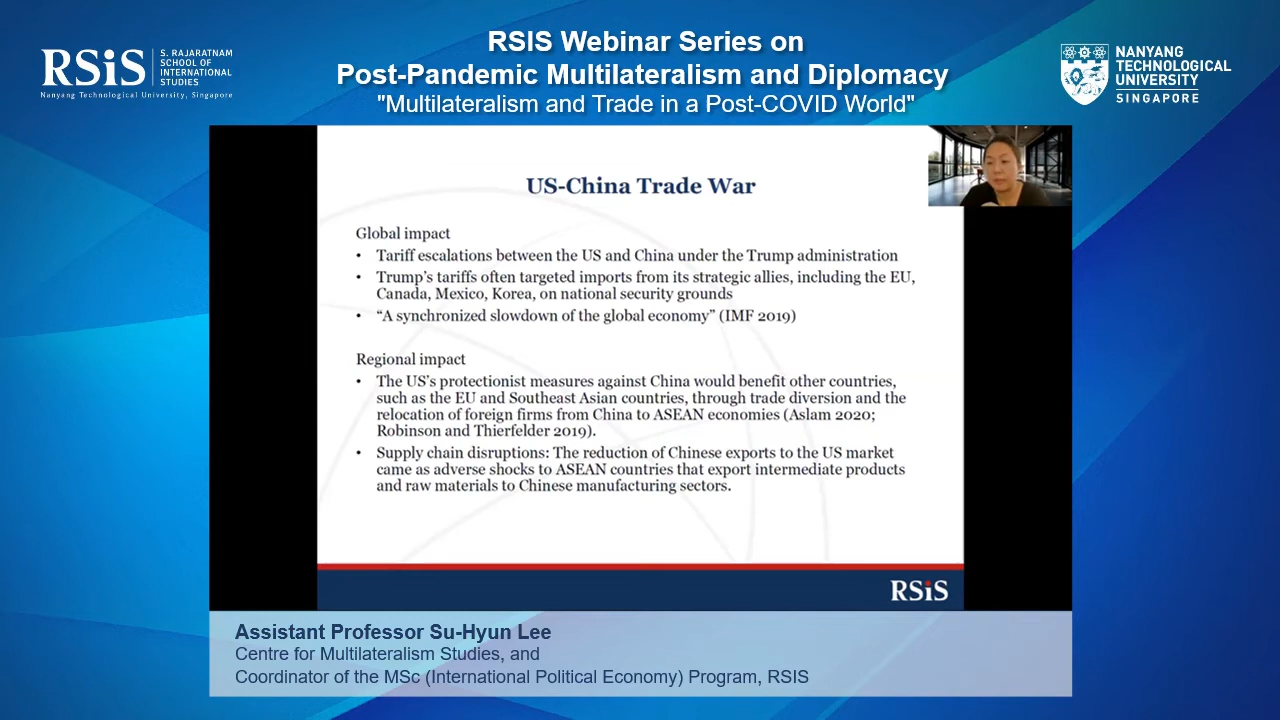 RSiS
S. RAJARATNAM
SCHOOL OF
INTERNATIONAL
STUDIES
Nanyang Technological University, Singapore
RSIS Webinar Series on
Post-Pandemic Multilateralism and Diplomacy
"Multilateralism and Trade in a Post-COVID World"
NANYANG
TECHNOLOGICAL
UNIVERSITY
SINGAPORE
US-China Trade War
Global impact
• Tariff escalations between the US and China under the Trump administration
• Trump's tariffs often targeted imports from its strategic allies, including the EU,
Canada, Mexico, Korea, on national security grounds
• “A synchronized slowdown of the global economy” (IMF 2019)
Regional impact
• The US's protectionist measures against China would benefit other countries,
such as the EU and Southeast Asian countries, through trade diversion and the
relocation of foreign firms from China to ASEAN economies (Aslam 2020;
Robinson and Thierfelder 2019).
• Supply chain disruptions: The reduction of Chinese exports to the US market
came as adverse shocks to ASEAN countries that export intermediate products
and raw materials to Chinese manufacturing sectors.
RSiS
Assistant Professor Su-Hyun Lee
Centre for Multilateralism Studies, and
Coordinator of the MSc (International Political Economy) Program, RSIS